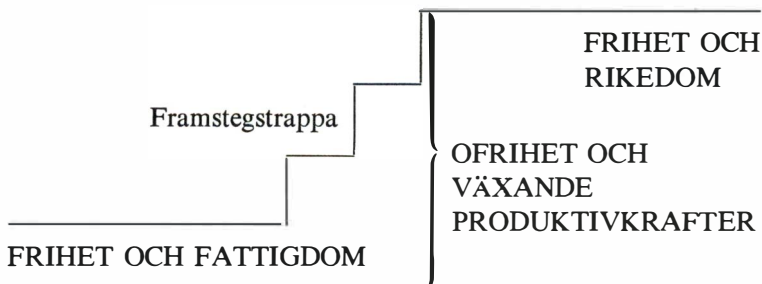 FRIHET OCH
RIKEDOM
Framstegstrappa
OFRIHET OCH
VÄXANDE
PRODUKTIVKRAFTER
FRIHET OCH FATTIGDOM